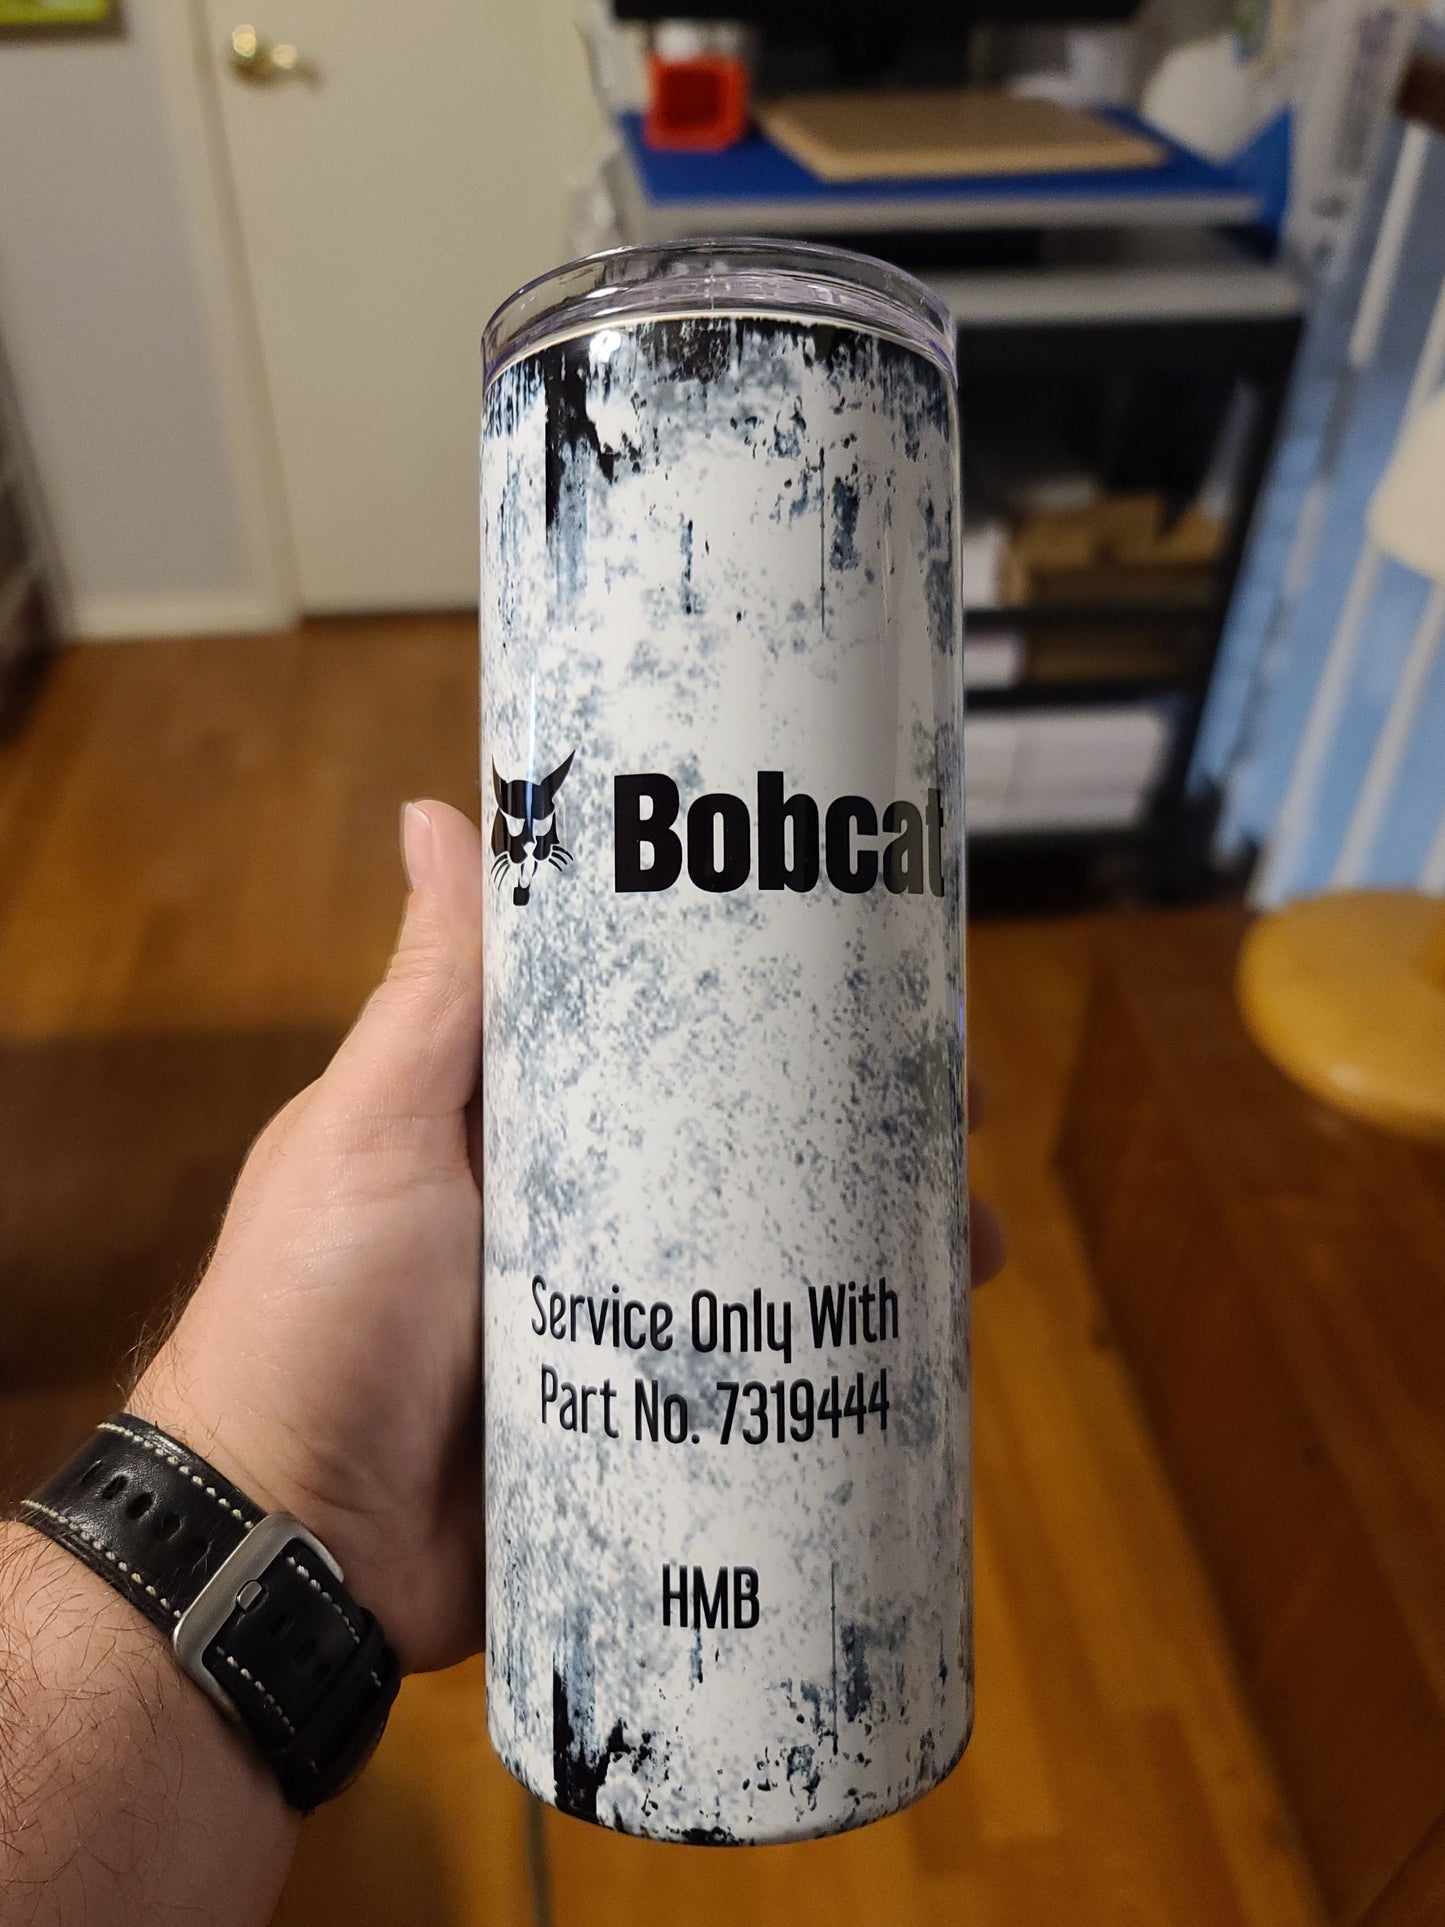 Bobcat
Service Only With
Part No. 7319444
HMB